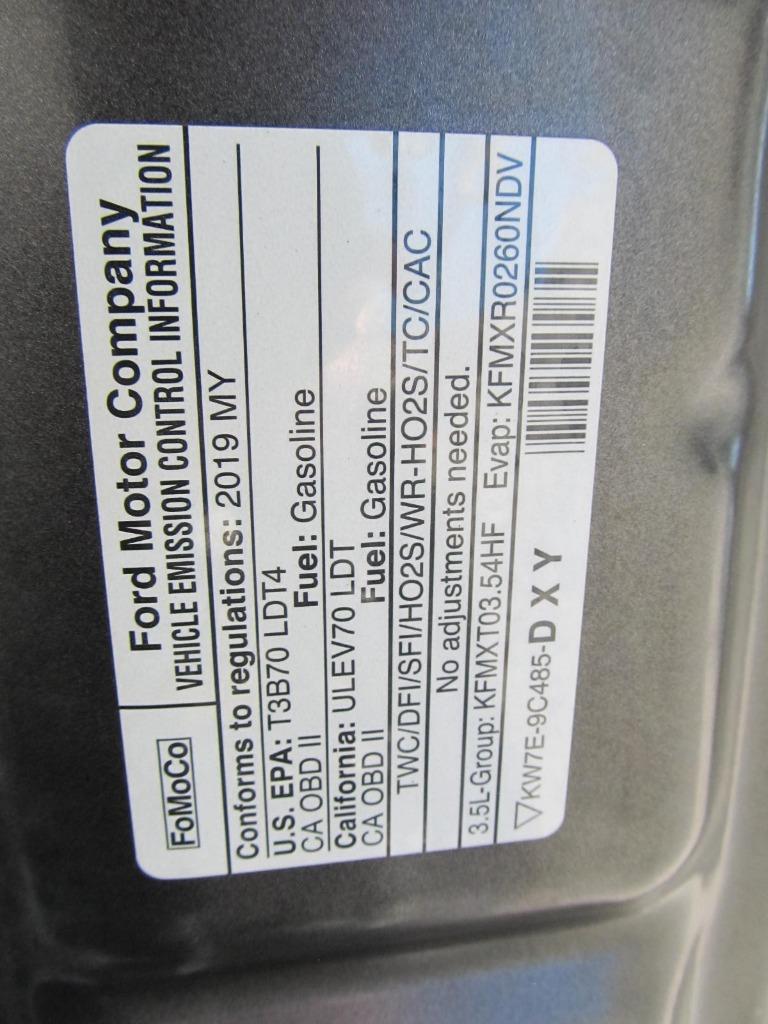 FoMoCo
Ford Motor Company
VEHICLE EMISSION CONTROL INFORMATION
Conforms to regulations: 2019 MY
U.S. EPA: T3B70 LDT4
CA OBD II Fuel: Gasoline
California: ULEV70 LDT
CA OBD II Fuel: Gasoline
TWC/DFI/SFI/HO2S/WR-HO2S/TC/CAC
No adjustments needed.
3.5L-Group: KFMXT03.54HF Evap: KFMXR0260NDV
▽KW7E-9C485-D X Y